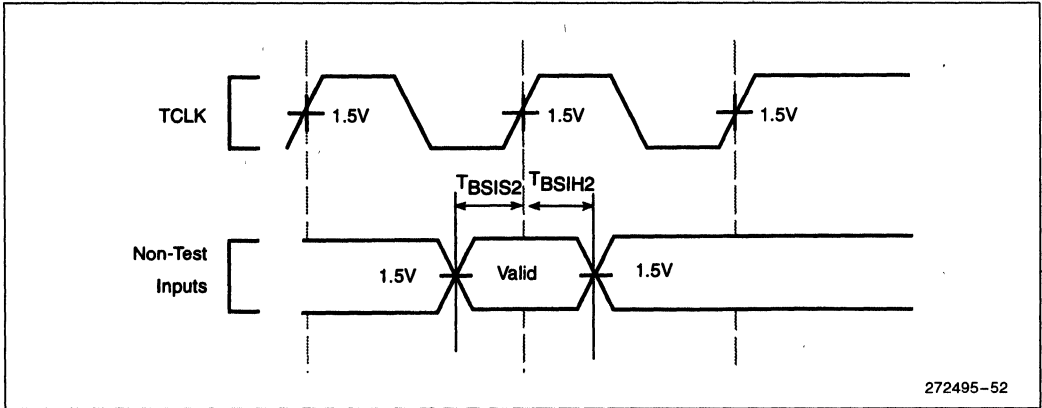 TCLK
1.5V
1.5V
1.5V
TBSIS2
TBSIH2
Non-Test
Inputs
1.5V
Valid
1.5V
272495-52